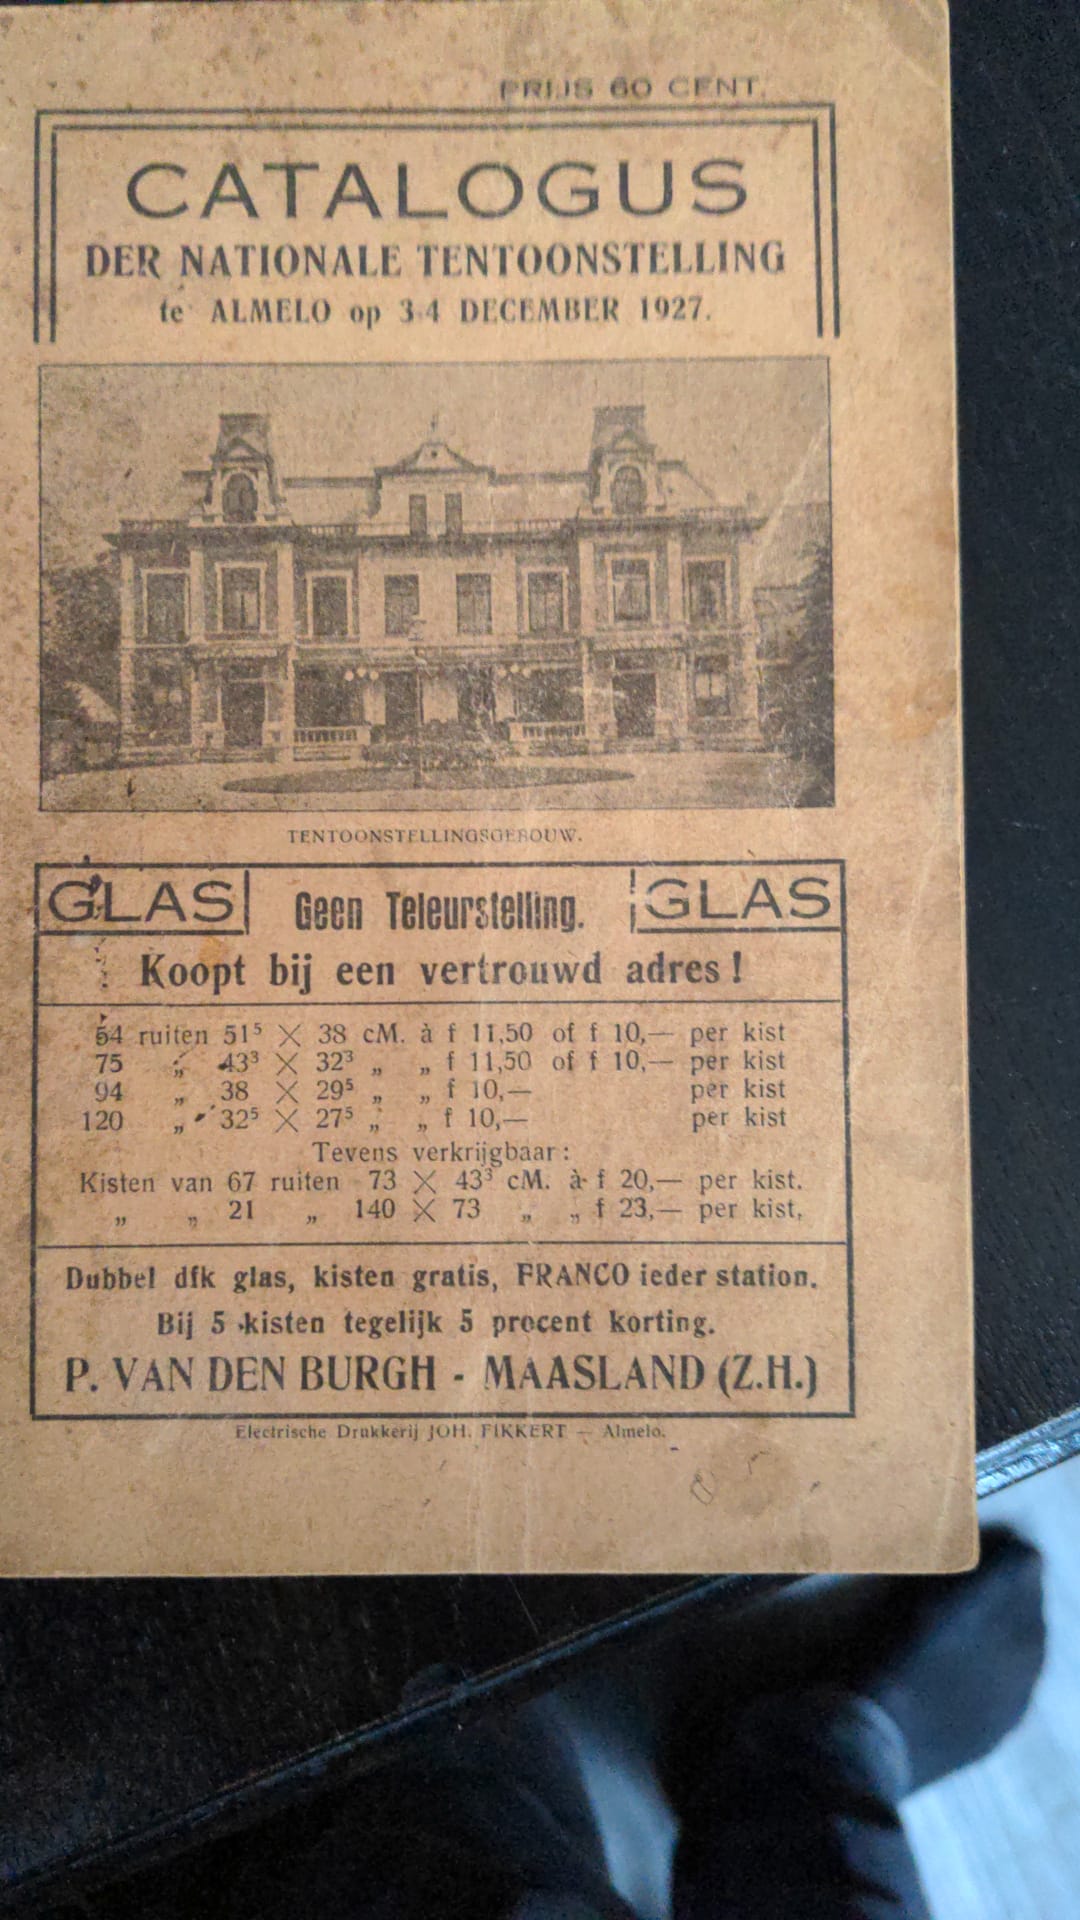 PRIJS 60 CENT.
CATALOGUS
DER NATIONALE TENTOONSTELLING
te ALMELO op 3-4 DECEMBER 1927.
TENTOONSTELLINGSGEBOUW.
GLAS Geen Teleurstelling. GLAS
Koopt bij een vertrouwd adres!
54 ruiten 51⁵ × 38 cM. à f 11,50 of f 10,— per kist
75 „ 43³ × 32³ „ „ f 11,50 of f 10,— per kist
94 „ 38 × 29⁵ „ „ f 10,— per kist
120 „ 32⁵ × 27⁵ „ „ f 10,— per kist
Tevens verkrijgbaar:
Kisten van 67 ruiten 73 × 43³ cM. à f 20,— per kist.
„ „ 21 „ 140 × 73 „ „ f 23,— per kist,
Dubbel dik glas, kisten gratis, FRANCO ieder station.
Bij 5 kisten tegelijk 5 procent korting.
P. VAN DEN BURGH - MAASLAND (Z.H.)
Electrische Drukkerij JOH. FIKKERT — Almelo.